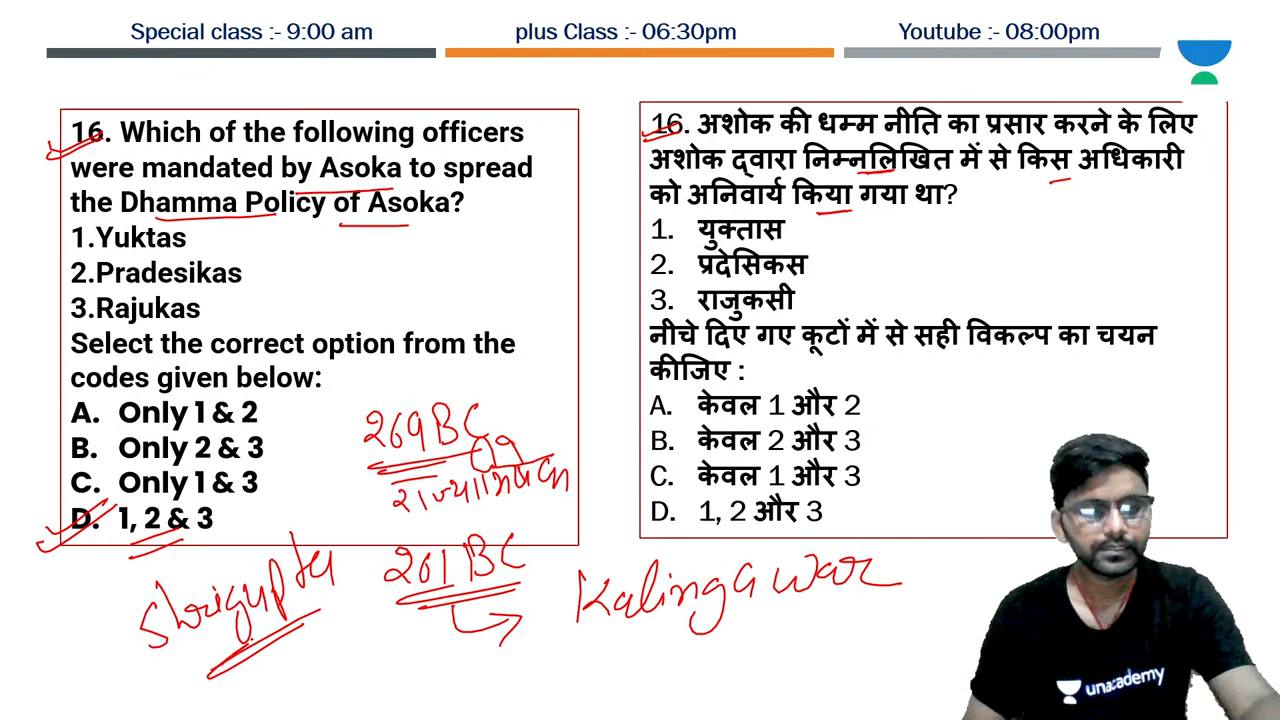 Special class :- 9:00 am
plus Class :- 06:30pm
Youtube :- 08:00pm
16. Which of the following officers
were mandated by Asoka to spread
the Dhamma Policy of Asoka?
1.Yuktas
2.Pradesikas
3.Rajukas
Select the correct option from the
codes given below:
A. Only 1 & 2
B. Only 2 & 3
C. Only 1 & 3
D. 1, 2 & 3
269 BC
राज्याभिषेक
Shrigupta
261 BC
Kalinga war
16. अशोक की धम्म नीति का प्रसार करने के लिए
अशोक द्वारा निम्नलिखित में से किस अधिकारी
को अनिवार्य किया गया था?
1. युक्तास
2. प्रदेसिकस
3. राजुकसी
नीचे दिए गए कूटों में से सही विकल्प का चयन
कीजिए :
A. केवल 1 और 2
B. केवल 2 और 3
C. केवल 1 और 3
D. 1, 2 और 3
unacademy